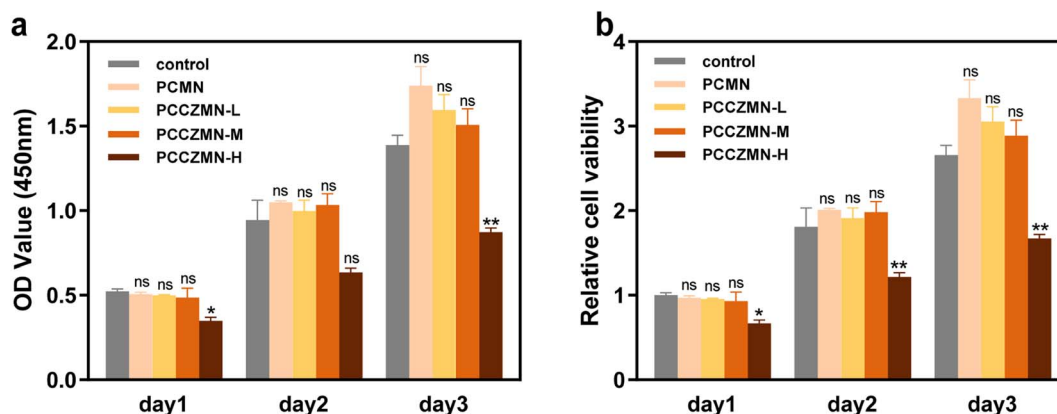 a
OD Value (450nm)
2.0
1.5
1.0
0.5
0.0
control
PCMN
PCCZMN-L
PCCZMN-M
PCCZMN-H
ns ns ns *
ns ns ns ns
ns ns ns **
day1 day2 day3
b
Relative cell vaibility
4
3
2
1
0
control
PCMN
PCCZMN-L
PCCZMN-M
PCCZMN-H
ns ns ns *
ns ns ns **
ns ns ns **
day1 day2 day3